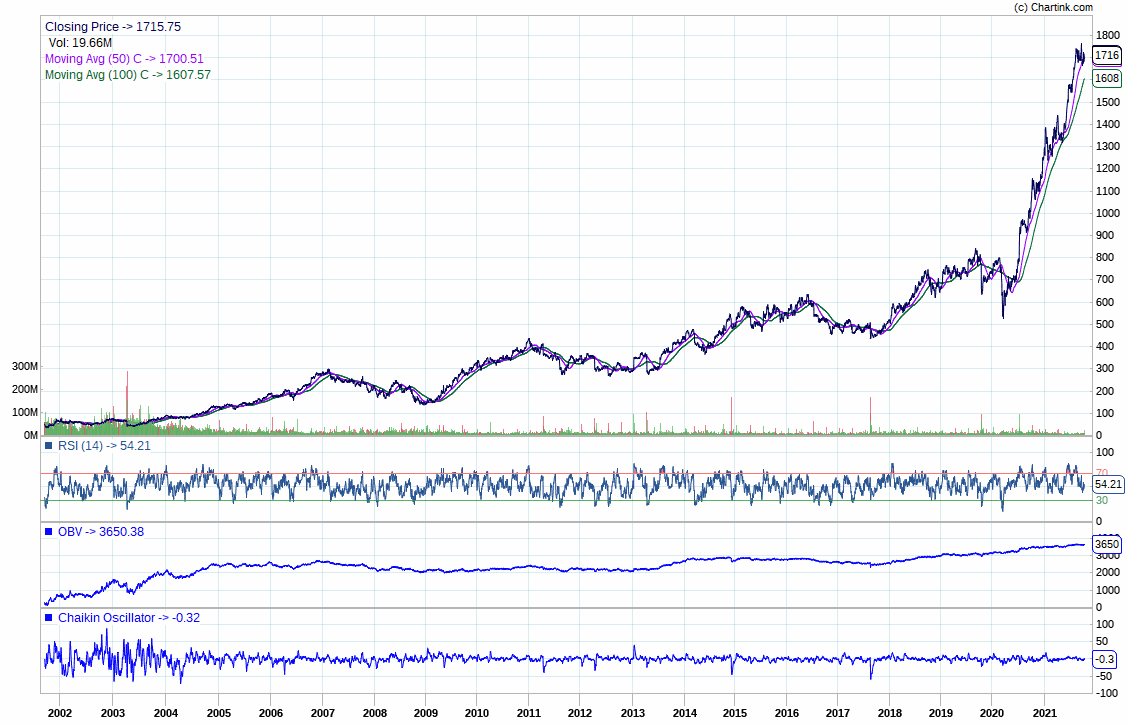 (c) Chartink.com
Closing Price -> 1715.75
Vol: 19.66M
Moving Avg (50) C -> 1700.51
Moving Avg (100) C -> 1607.57
1800
1716
1608
1500
1400
1300
1200
1100
1000
900
800
700
600
500
400
300
200
100
0
300M
200M
100M
0M
RSI (14) -> 54.21
100
70
54.21
30
0
OBV -> 3650.38
3650
3000
2000
1000
0
Chaikin Oscillator -> -0.32
100
50
-0.3
-50
-100
2002 2003 2004 2005 2006 2007 2008 2009 2010 2011 2012 2013 2014 2015 2016 2017 2018 2019 2020 2021